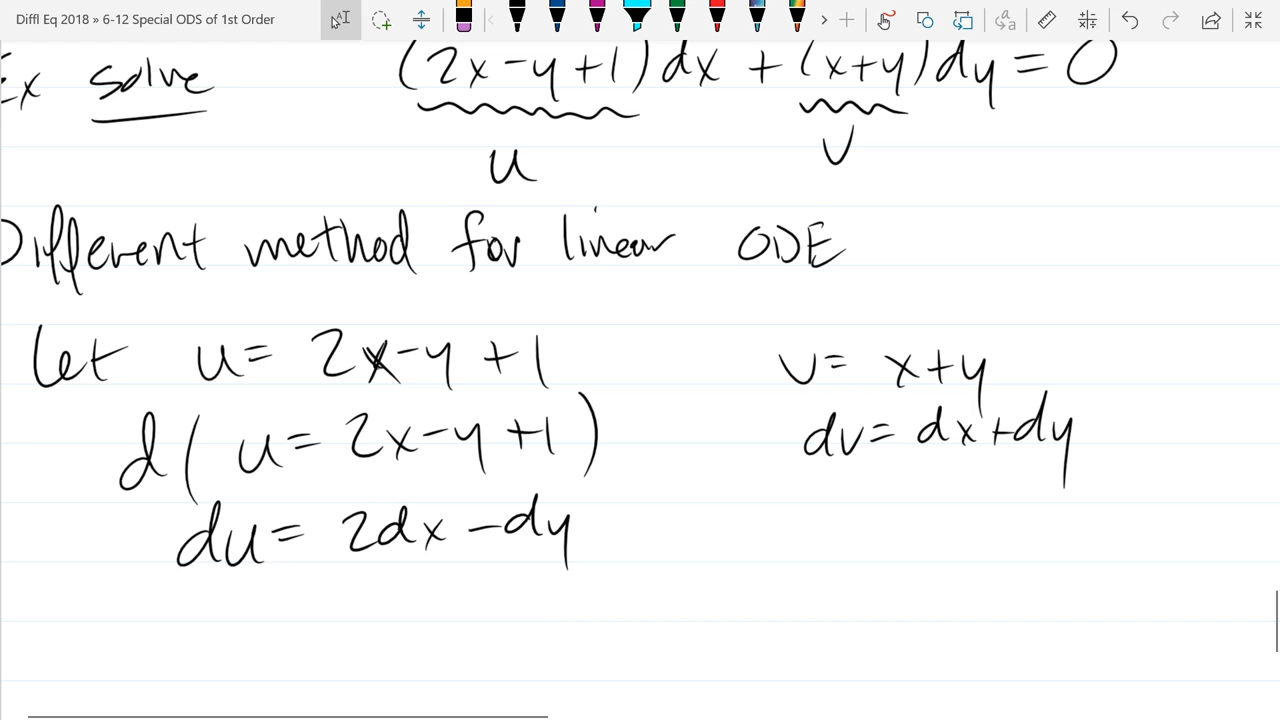 Diffl Eq 2018 » 6-12 Special ODS of 1st Order
Ex solve (2x-y+1)dx + (x+y)dy = 0
u v
Different method for linear ODE
Let u = 2x-y+1 v = x+y
d( u = 2x-y+1 ) dv = dx+dy
du = 2dx - dy